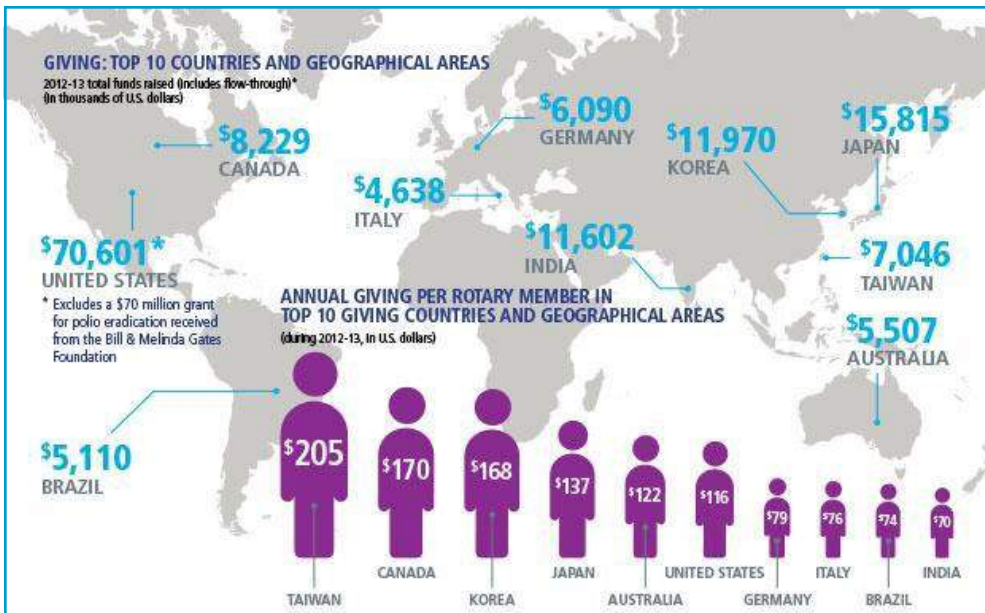 GIVING: TOP 10 COUNTRIES AND GEOGRAPHICAL AREAS
2012-13 total funds raised (includes flow-through)*
(in thousands of U.S. dollars)
$8,229
CANADA
$6,090
GERMANY
$11,970
KOREA
$15,815
JAPAN
$4,638
ITALY
$70,601*
UNITED STATES
* Excludes a $70 million grant
for polio eradication received
from the Bill & Melinda Gates
Foundation
$11,602
INDIA
$7,046
TAIWAN
$5,507
AUSTRALIA
$5,110
BRAZIL
ANNUAL GIVING PER ROTARY MEMBER IN
TOP 10 GIVING COUNTRIES AND GEOGRAPHICAL AREAS
(during 2012-13, in U.S. dollars)
$205
$170
$168
$137
$122
$116
$79
$76
$74
$70
CANADA
JAPAN
UNITED STATES
ITALY
INDIA
TAIWAN
KOREA
AUSTRALIA
GERMANY
BRAZIL